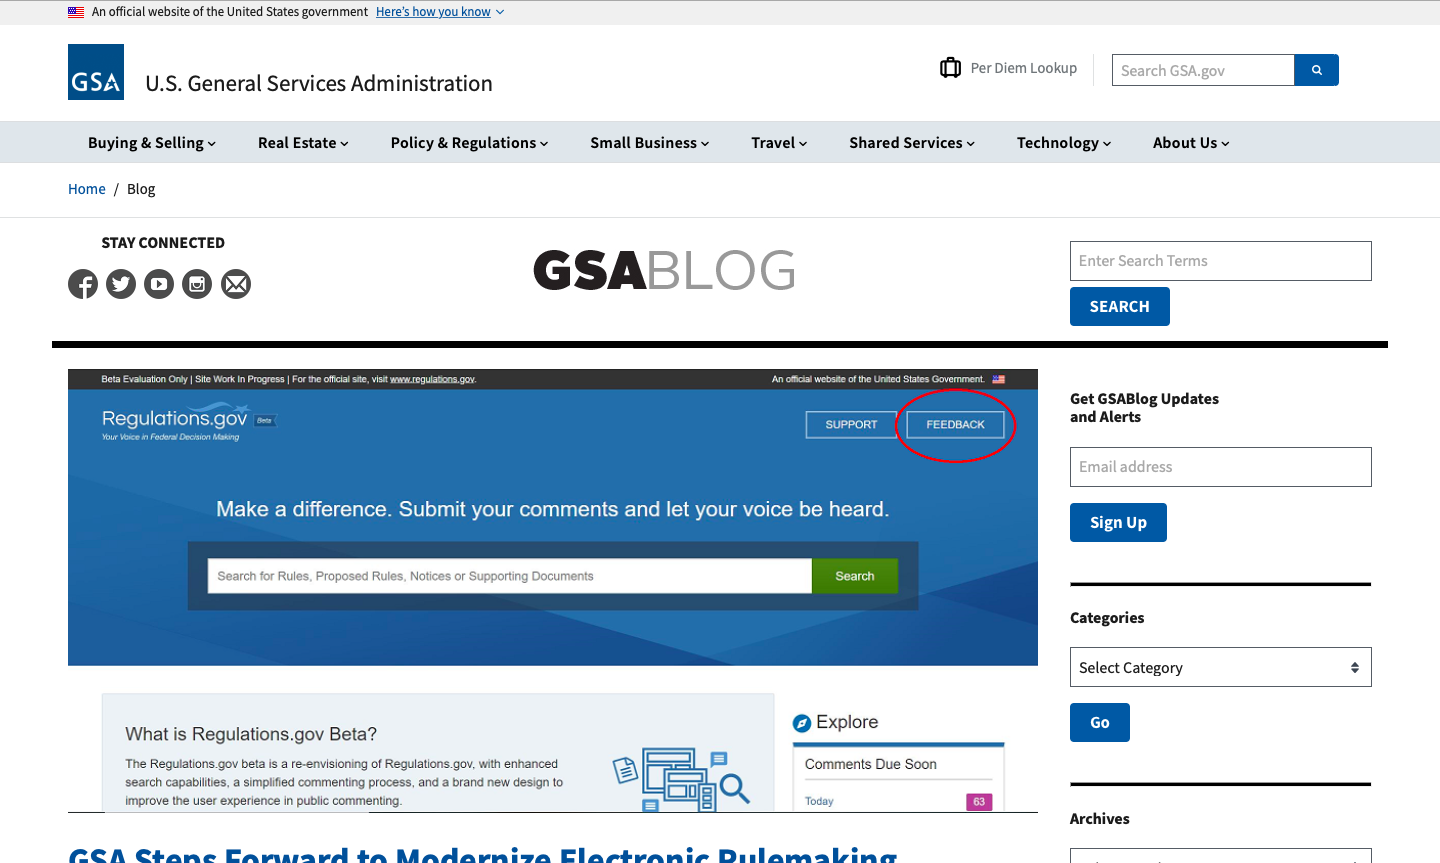 An official website of the United States government Here's how you know
GSA
U.S. General Services Administration
Per Diem Lookup
Search GSA.gov
Buying & Selling Real Estate Policy & Regulations Small Business Travel Shared Services Technology About Us
Home / Blog
STAY CONNECTED
GSABLOG
Enter Search Terms
SEARCH
Beta Evaluation Only | Site Work In Progress | For the official site, visit www.regulations.gov.
An official website of the United States Government.
Regulations.gov Beta
Your Voice in Federal Decision Making
SUPPORT
FEEDBACK
Make a difference. Submit your comments and let your voice be heard.
Search for Rules, Proposed Rules, Notices or Supporting Documents
Search
What is Regulations.gov Beta?
The Regulations.gov beta is a re-envisioning of Regulations.gov, with enhanced
search capabilities, a simplified commenting process, and a brand new design to
improve the user experience in public commenting.
Explore
Comments Due Soon
Today 63
GSA Steps Forward to Modernize Electronic Rulemaking
Get GSABlog Updates
and Alerts
Email address
Sign Up
Categories
Select Category
Go
Archives